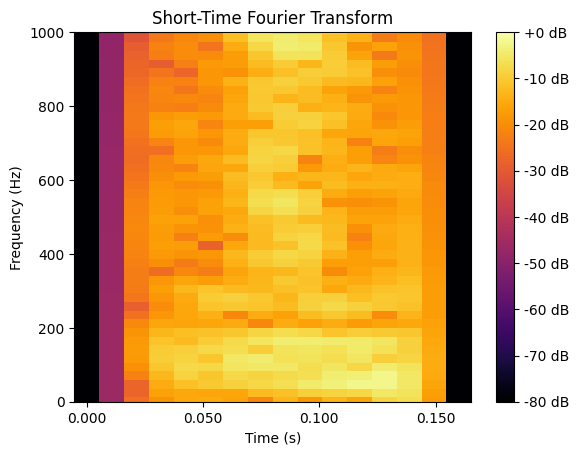 Short-Time Fourier Transform
Frequency (Hz)
1000
800
600
400
200
0
0.000
0.050
0.100
0.150
Time (s)
+0 dB
-10 dB
-20 dB
-30 dB
-40 dB
-50 dB
-60 dB
-70 dB
-80 dB